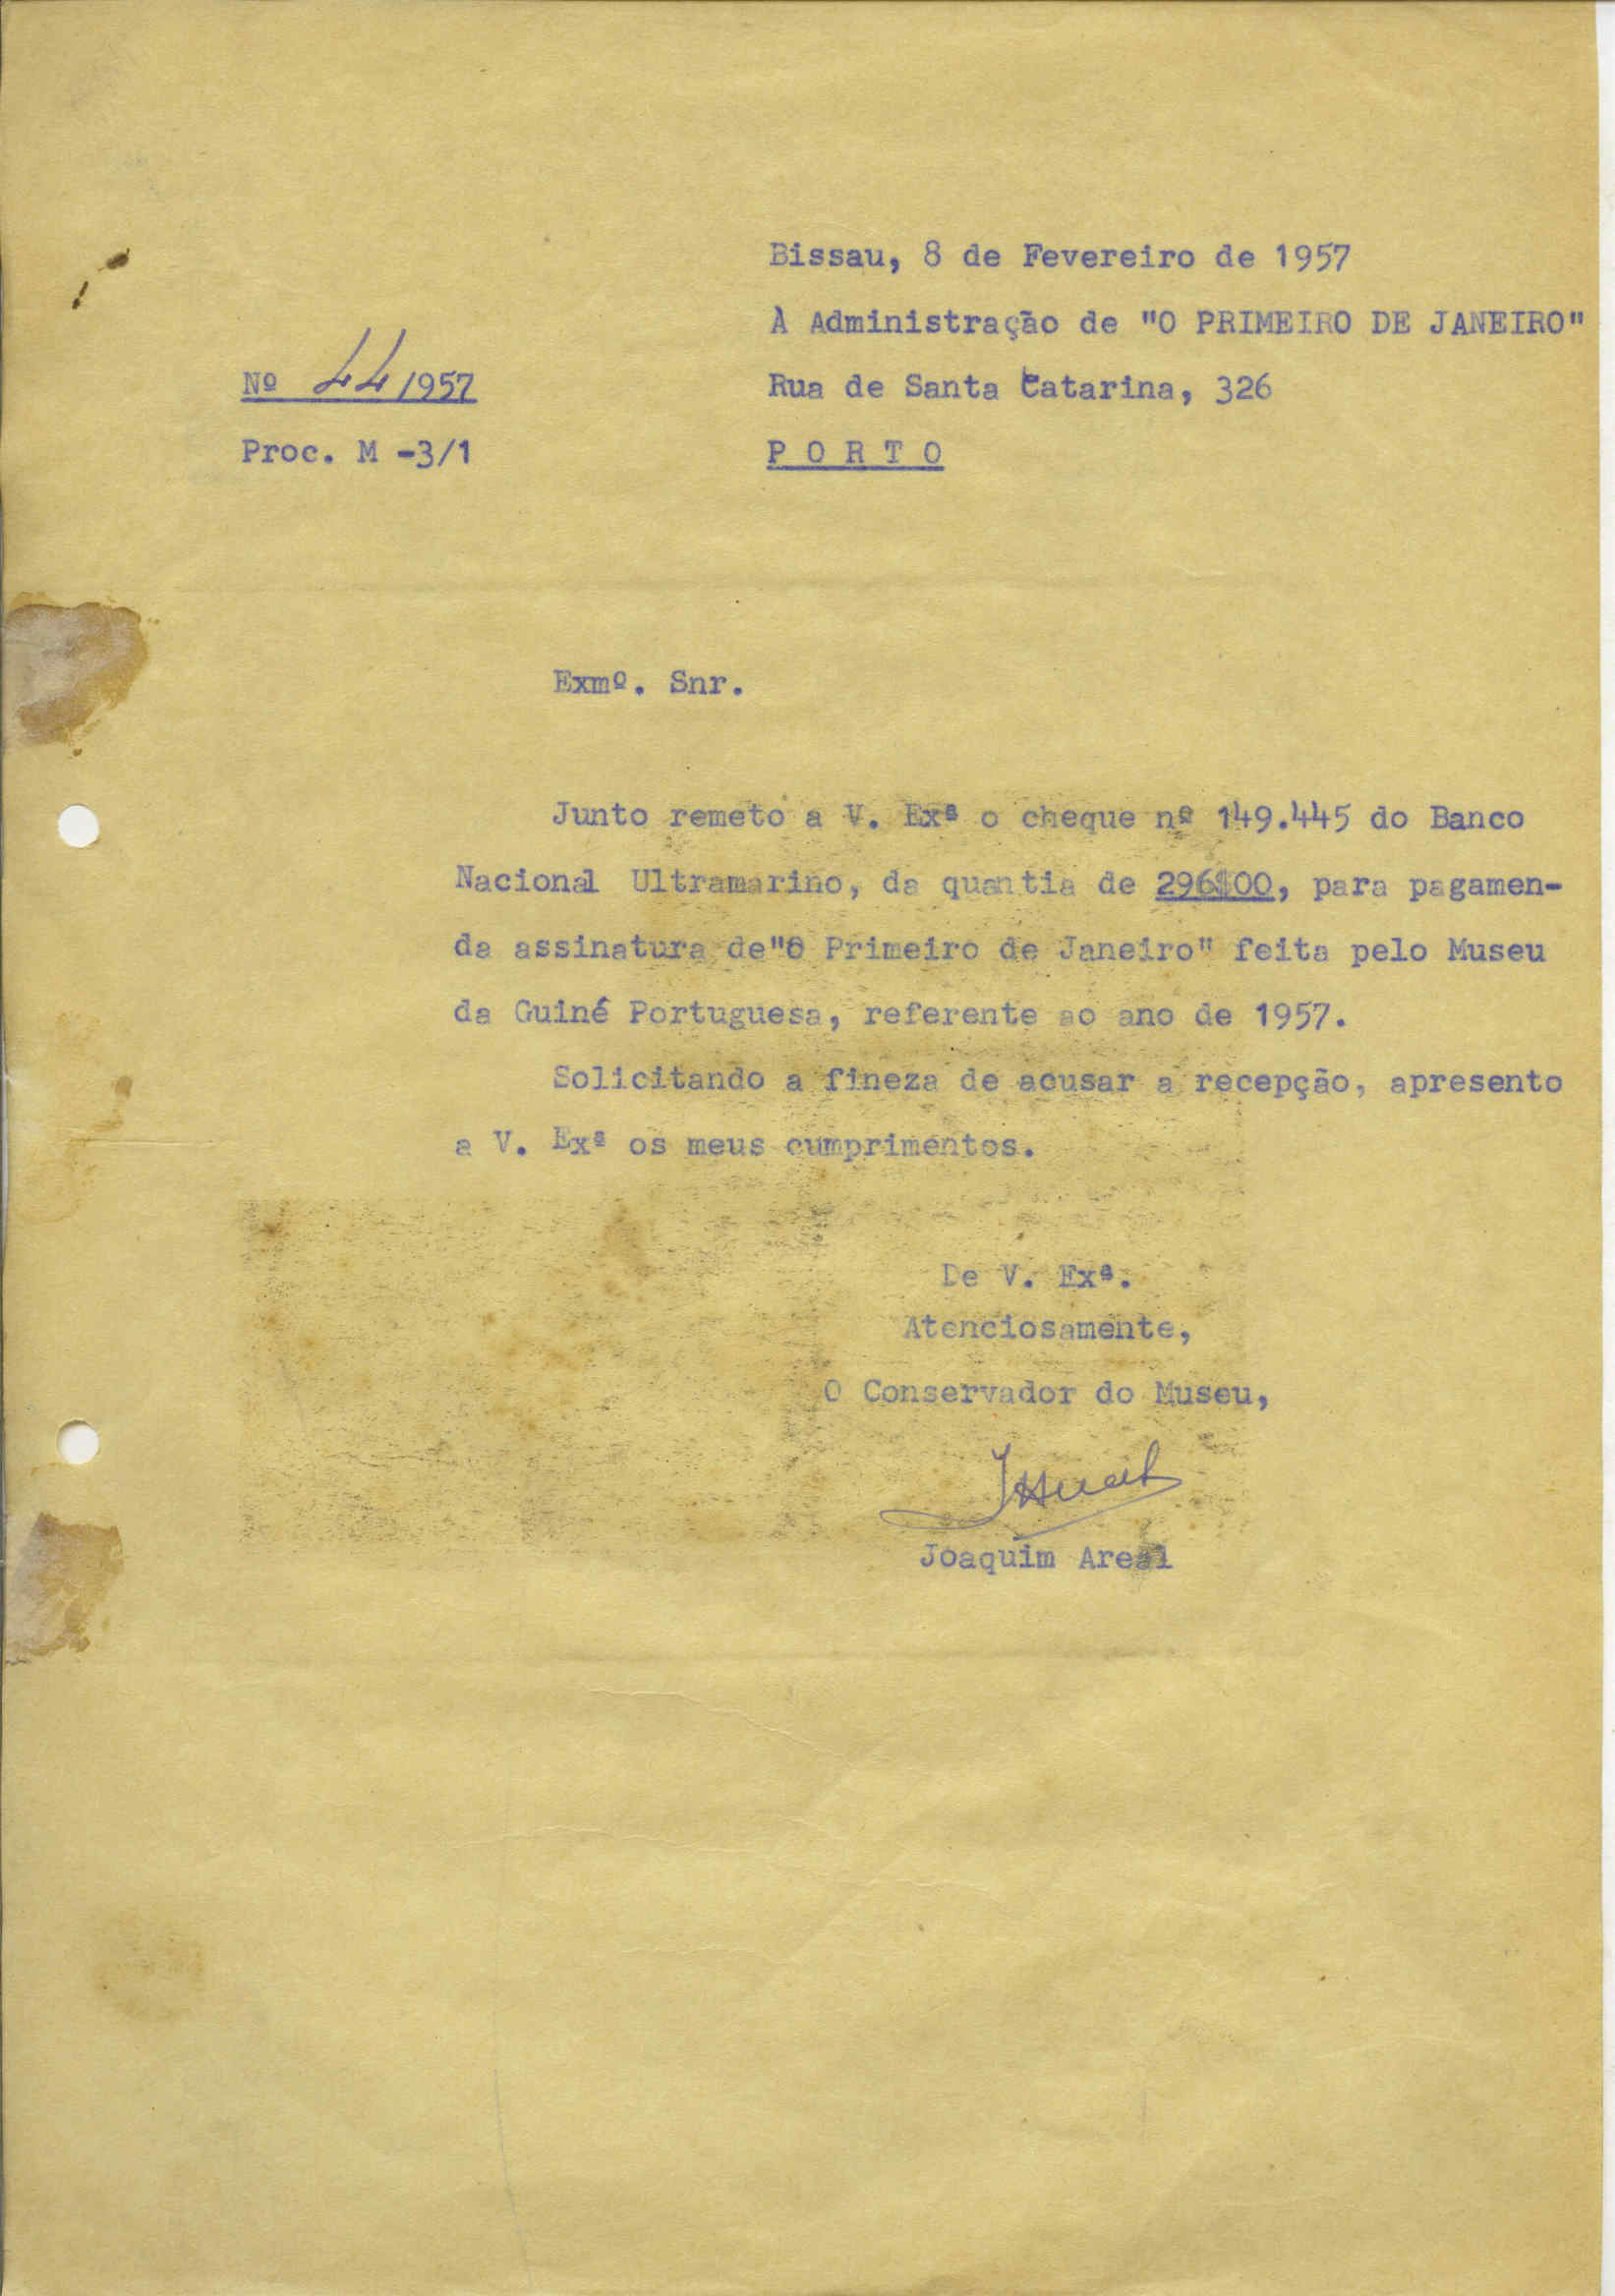 Bissau, 8 de Fevereiro de 1957
À Administração de "O PRIMEIRO DE JANEIRO"
Nº 44/1957
Rua de Santa Catarina, 326
Proc. M -3/1
P O R T O
Exmº. Snr.
Junto remeto a V. Exª o cheque nº 149.445 do Banco
Nacional Ultramarino, da quantia de 296$00, para pagamen-
da assinatura de"O Primeiro de Janeiro" feita pelo Museu
da Guiné Portuguesa, referente ao ano de 1957.
Solicitando a fineza de acusar a recepção, apresento
a V. Exª os meus cumprimentos.
De V. Exª.
Atenciosamente,
O Conservador do Museu,
Joaquim Areal